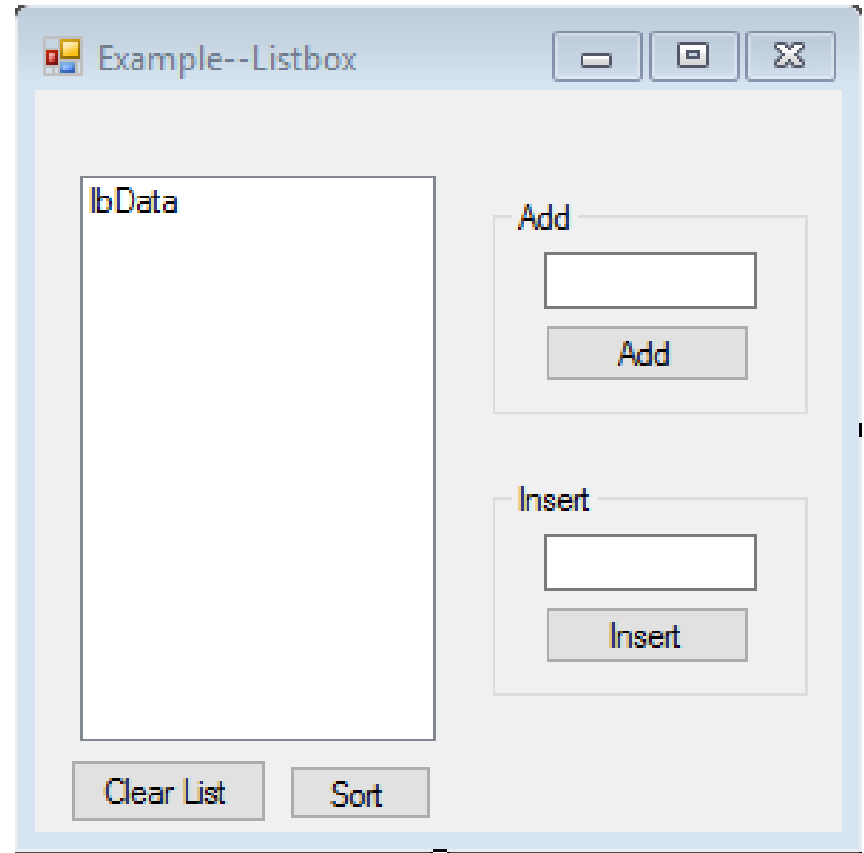 Example--Listbox
lbData
Add
Add
Insert
Insert
Clear List
Sort